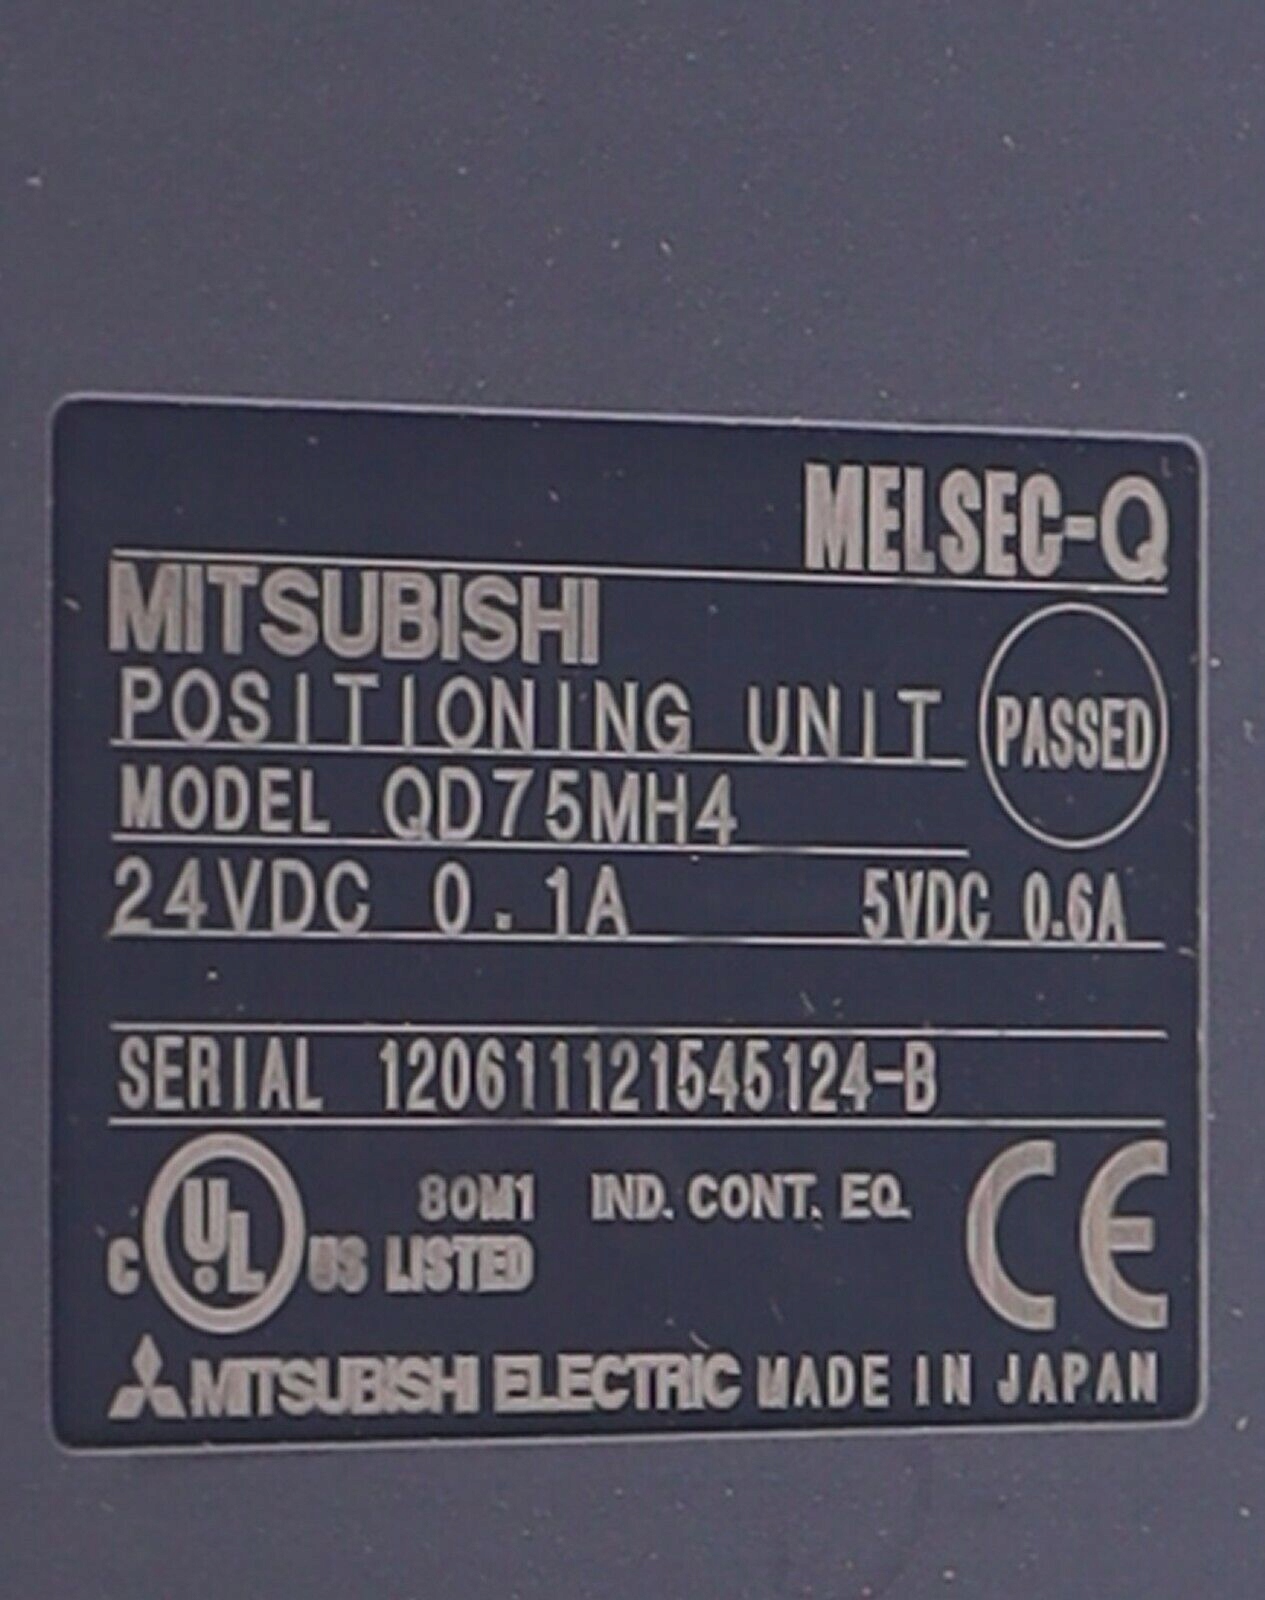 MELSEC-Q
MITSUBISHI
POSITIONING UNIT
PASSED
MODEL QD75MH4
24VDC 0.1A 5VDC 0.6A
SERIAL 120611121545124-B
C UL US LISTED
80M1 IND. CONT. EQ.
CE
MITSUBISHI ELECTRIC MADE IN JAPAN